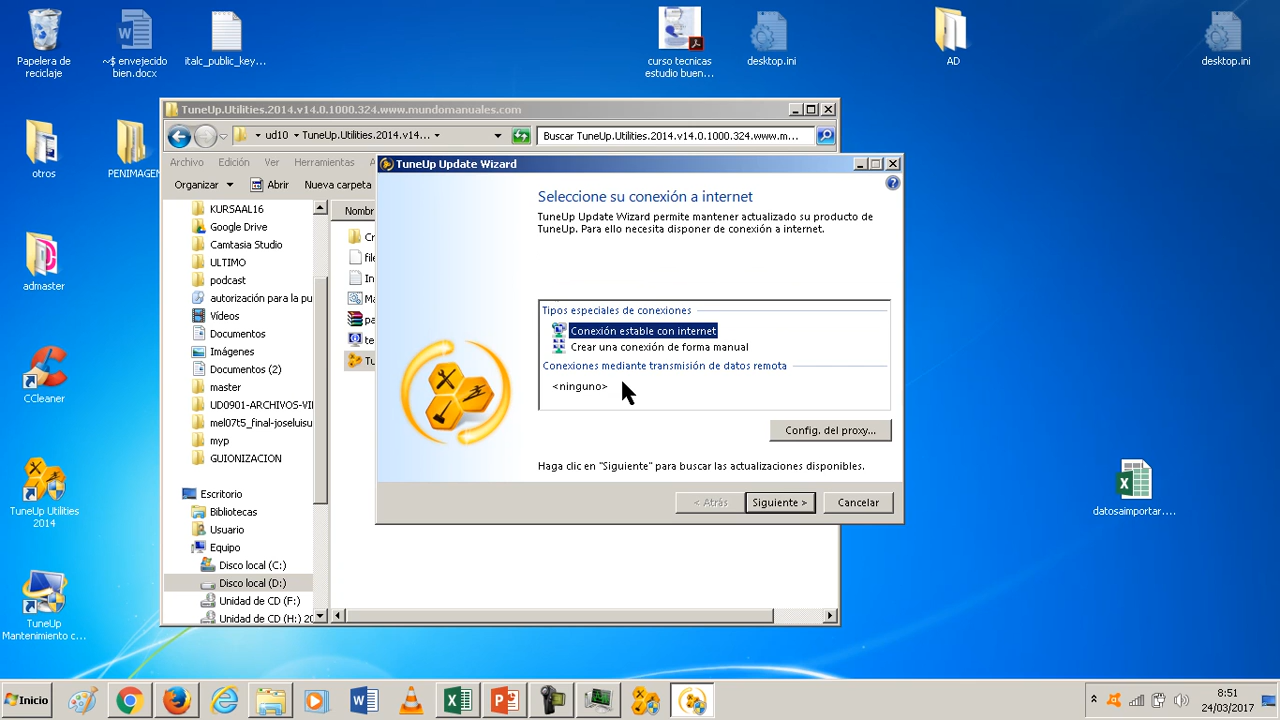 Papelera de
reciclaje
~$ envejecido
bien.docx
italc_public_key...
curso tecnicas
estudio buen...
desktop.ini
AD
desktop.ini
otros
PENIMAGEN
admaster
CCleaner
TuneUp Utilities
2014
TuneUp
Mantenimiento c...
datosaimportar....
TuneUp.Utilities.2014.v14.0.1000.324.www.mundomanuales.com
ud10 TuneUp.Utilities.2014.v14...
Buscar TuneUp.Utilities.2014.v14.0.1000.324.www.m...
Archivo Edición Ver Herramientas
Organizar Abrir Nueva carpeta
KURSAAL16
Google Drive
Camtasia Studio
ULTIMO
podcast
autorización para la pu
Vídeos
Documentos
Imágenes
Documentos (2)
master
UD0901-ARCHIVOS-VI
mel07t5_final-joseluisu
myp
GUIONIZACION
Escritorio
Bibliotecas
Usuario
Equipo
Disco local (C:)
Disco local (D:)
Unidad de CD (F:)
Unidad de CD (H:) 20
Nombr
Cr
file
In
Ma
pa
te
Tu
TuneUp Update Wizard
Seleccione su conexión a internet
TuneUp Update Wizard permite mantener actualizado su producto de
TuneUp. Para ello necesita disponer de conexión a internet.
Tipos especiales de conexiones
Conexión estable con internet
Crear una conexión de forma manual
Conexiones mediante transmisión de datos remota
<ninguno>
Config. del proxy...
Haga clic en "Siguiente" para buscar las actualizaciones disponibles.
< Atrás Siguiente > Cancelar
Inicio
8:51
24/03/2017